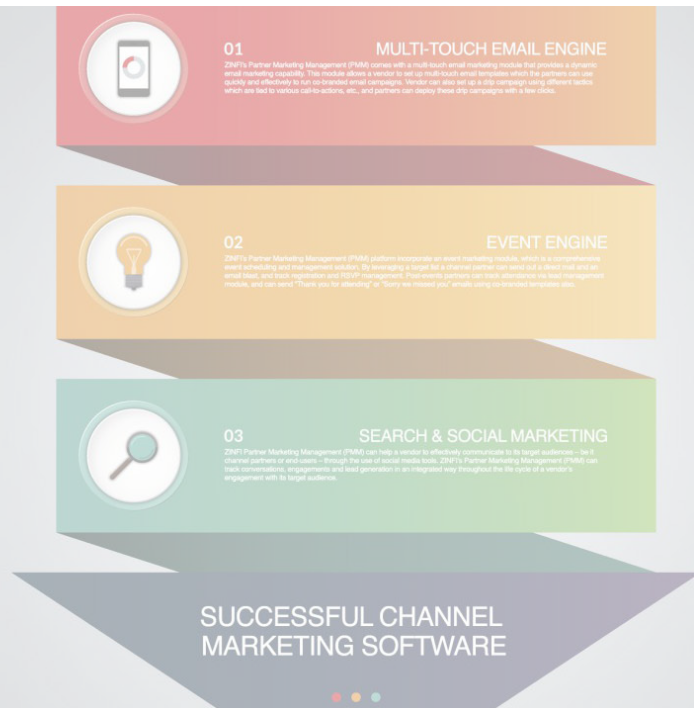 01 MULTI-TOUCH EMAIL ENGINE
ZINFI's Partner Marketing Management (PMM) comes with a multi-touch email marketing module that provides a dynamic
email marketing capability. This module allows a vendor to set up multi-touch email templates which the partners can use
quickly and effectively to run co-branded email campaigns. Vendor can also set up a drip campaign using different tactics
which are tied to various call-to-actions, etc., and partners can deploy these drip campaigns with a few clicks.
02 EVENT ENGINE
ZINFI's Partner Marketing Management (PMM) platform incorporate an event marketing module, which is a comprehensive
event scheduling and management solution. By leveraging a target list a channel partner can send out a direct mail and an
email blast, and track registration and RSVP management. Post-events partners can track attendance via lead management
module, and can send "Thank you for attending" or "Sorry we missed you" emails using co-branded templates also.
03 SEARCH & SOCIAL MARKETING
ZINFI Partner Marketing Management (PMM) can help a vendor to effectively communicate to its target audiences – be it
channel partners or end-users – through the use of social media tools. ZINFI's Partner Marketing Management (PMM) can
track conversations, engagements and lead generation in an integrated way throughout the life cycle of a vendor's
engagement with its target audience.
SUCCESSFUL CHANNEL
MARKETING SOFTWARE